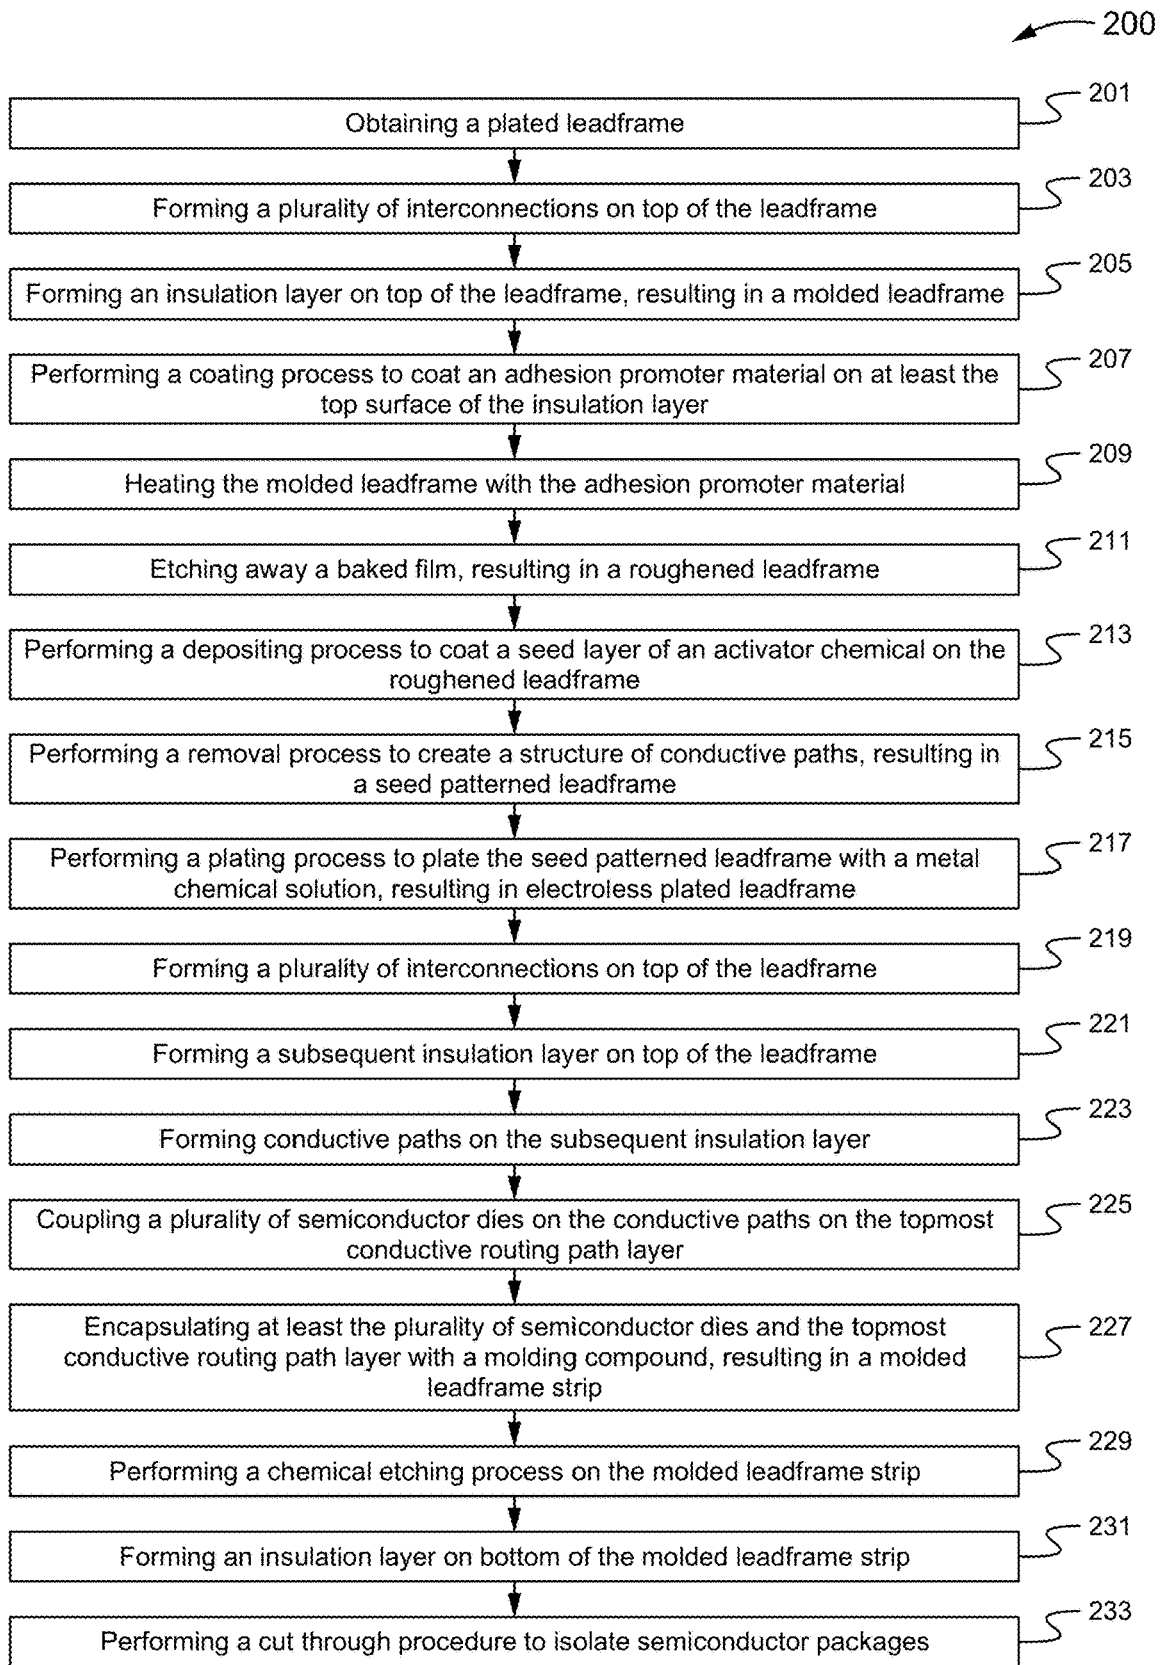 200
201
Obtaining a plated leadframe
203
Forming a plurality of interconnections on top of the leadframe
205
Forming an insulation layer on top of the leadframe, resulting in a molded leadframe
207
Performing a coating process to coat an adhesion promoter material on at least the
top surface of the insulation layer
209
Heating the molded leadframe with the adhesion promoter material
211
Etching away a baked film, resulting in a roughened leadframe
213
Performing a depositing process to coat a seed layer of an activator chemical on the
roughened leadframe
215
Performing a removal process to create a structure of conductive paths, resulting in
a seed patterned leadframe
217
Performing a plating process to plate the seed patterned leadframe with a metal
chemical solution, resulting in electroless plated leadframe
219
Forming a plurality of interconnections on top of the leadframe
221
Forming a subsequent insulation layer on top of the leadframe
223
Forming conductive paths on the subsequent insulation layer
225
Coupling a plurality of semiconductor dies on the conductive paths on the topmost
conductive routing path layer
227
Encapsulating at least the plurality of semiconductor dies and the topmost
conductive routing path layer with a molding compound, resulting in a molded
leadframe strip
229
Performing a chemical etching process on the molded leadframe strip
231
Forming an insulation layer on bottom of the molded leadframe strip
233
Performing a cut through procedure to isolate semiconductor packages